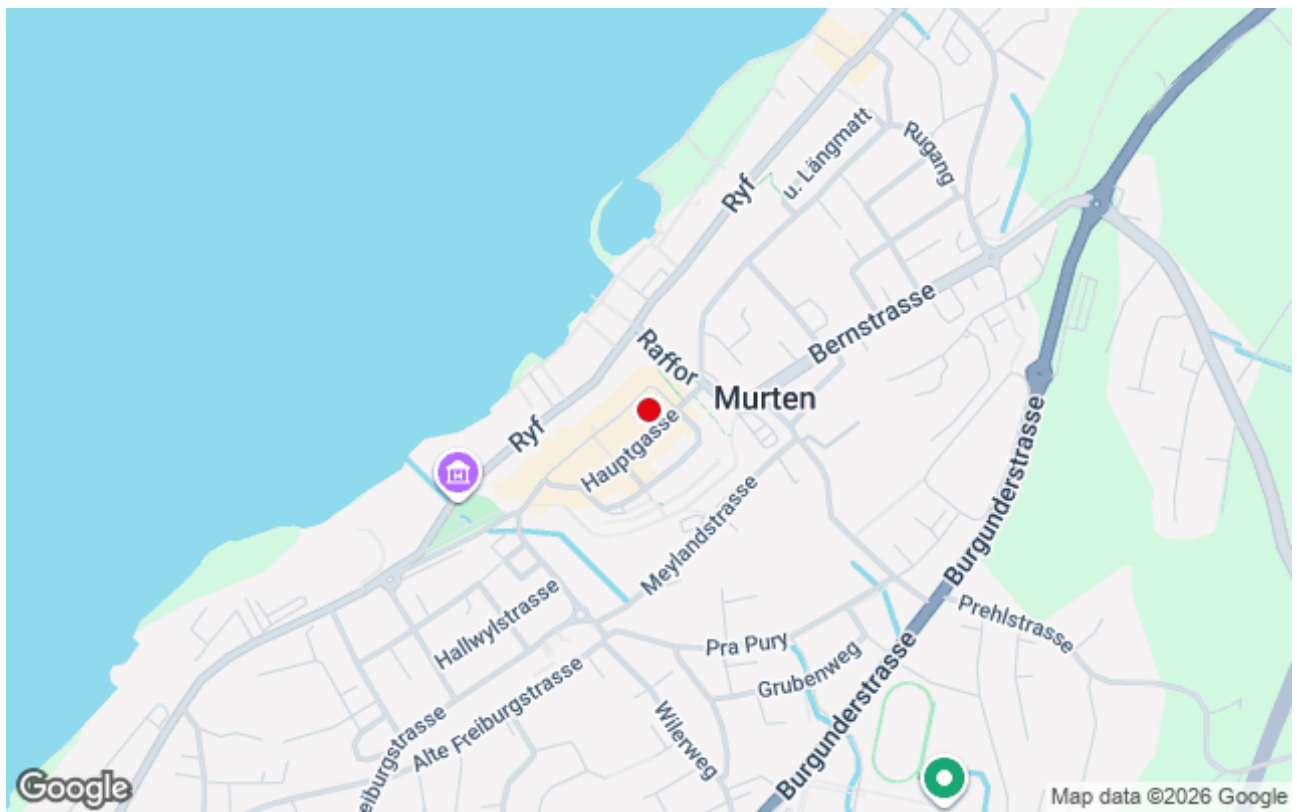 u. Längmatt
Rugang
Ryf
Bernstrasse
Raffor
Murten
Ryf
Hauptgasse
H
Meylandstrasse
Burgunderstrasse
Hallwylstrasse
Prehlstrasse
Pra Pury
Grubenweg
Alte Freiburgstrasse
eiburgstrasse
Wilerweg
Burgunderstrasse
Google
Map data ©2026 Google